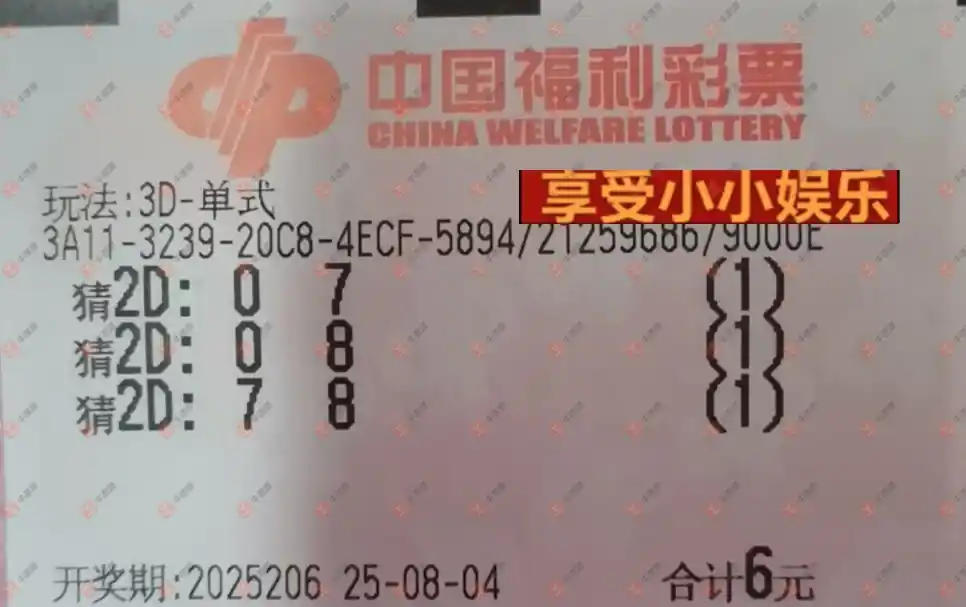 中国福利彩票
CHINA WELFARE LOTTERY
玩法:3D-单式
享受小小娱乐
3A11-3239-20C8-4ECF-5894/21259686/9000E
猜2D: 0 7 (1)
猜2D: 0 8 (1)
猜2D: 7 8 (1)
开奖期:2025206 25-08-04 合计6元